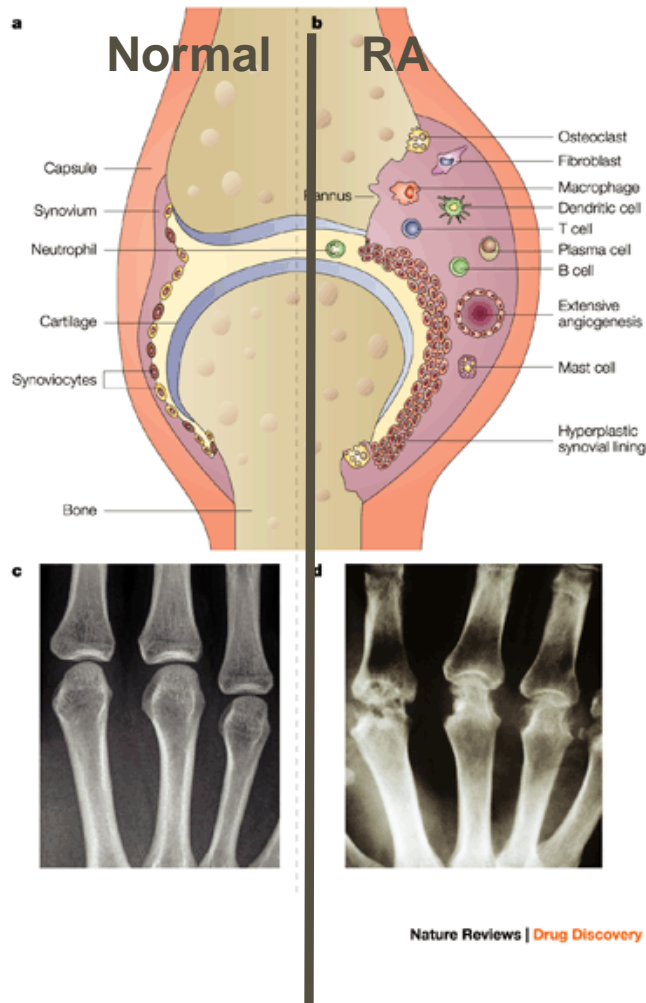 a
b
Normal
RA
Capsule
Synovium
Neutrophil
Cartilage
Synoviocytes
Bone
Pannus
Osteoclast
Fibroblast
Macrophage
Dendritic cell
T cell
Plasma cell
B cell
Extensive
angiogenesis
Mast cell
Hyperplastic
synovial lining
c
d
Nature Reviews | Drug Discovery